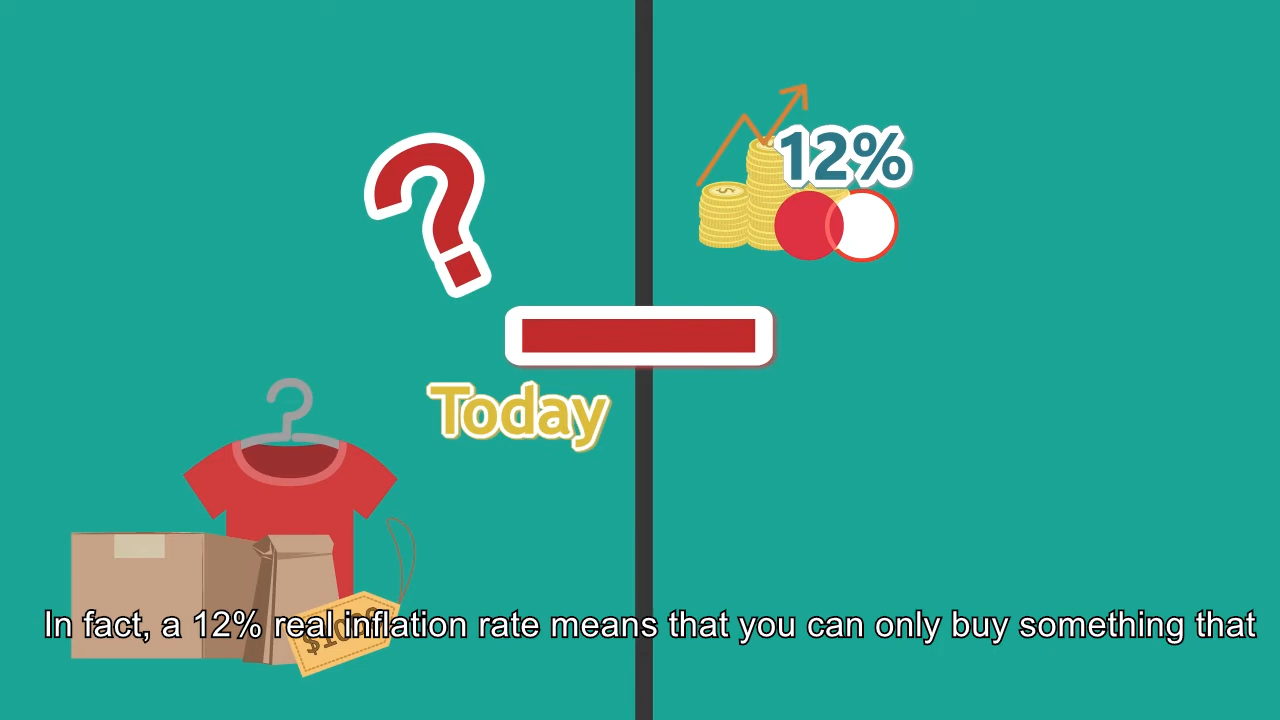 12%
Today
In fact, a 12% real inflation rate means that you can only buy something that